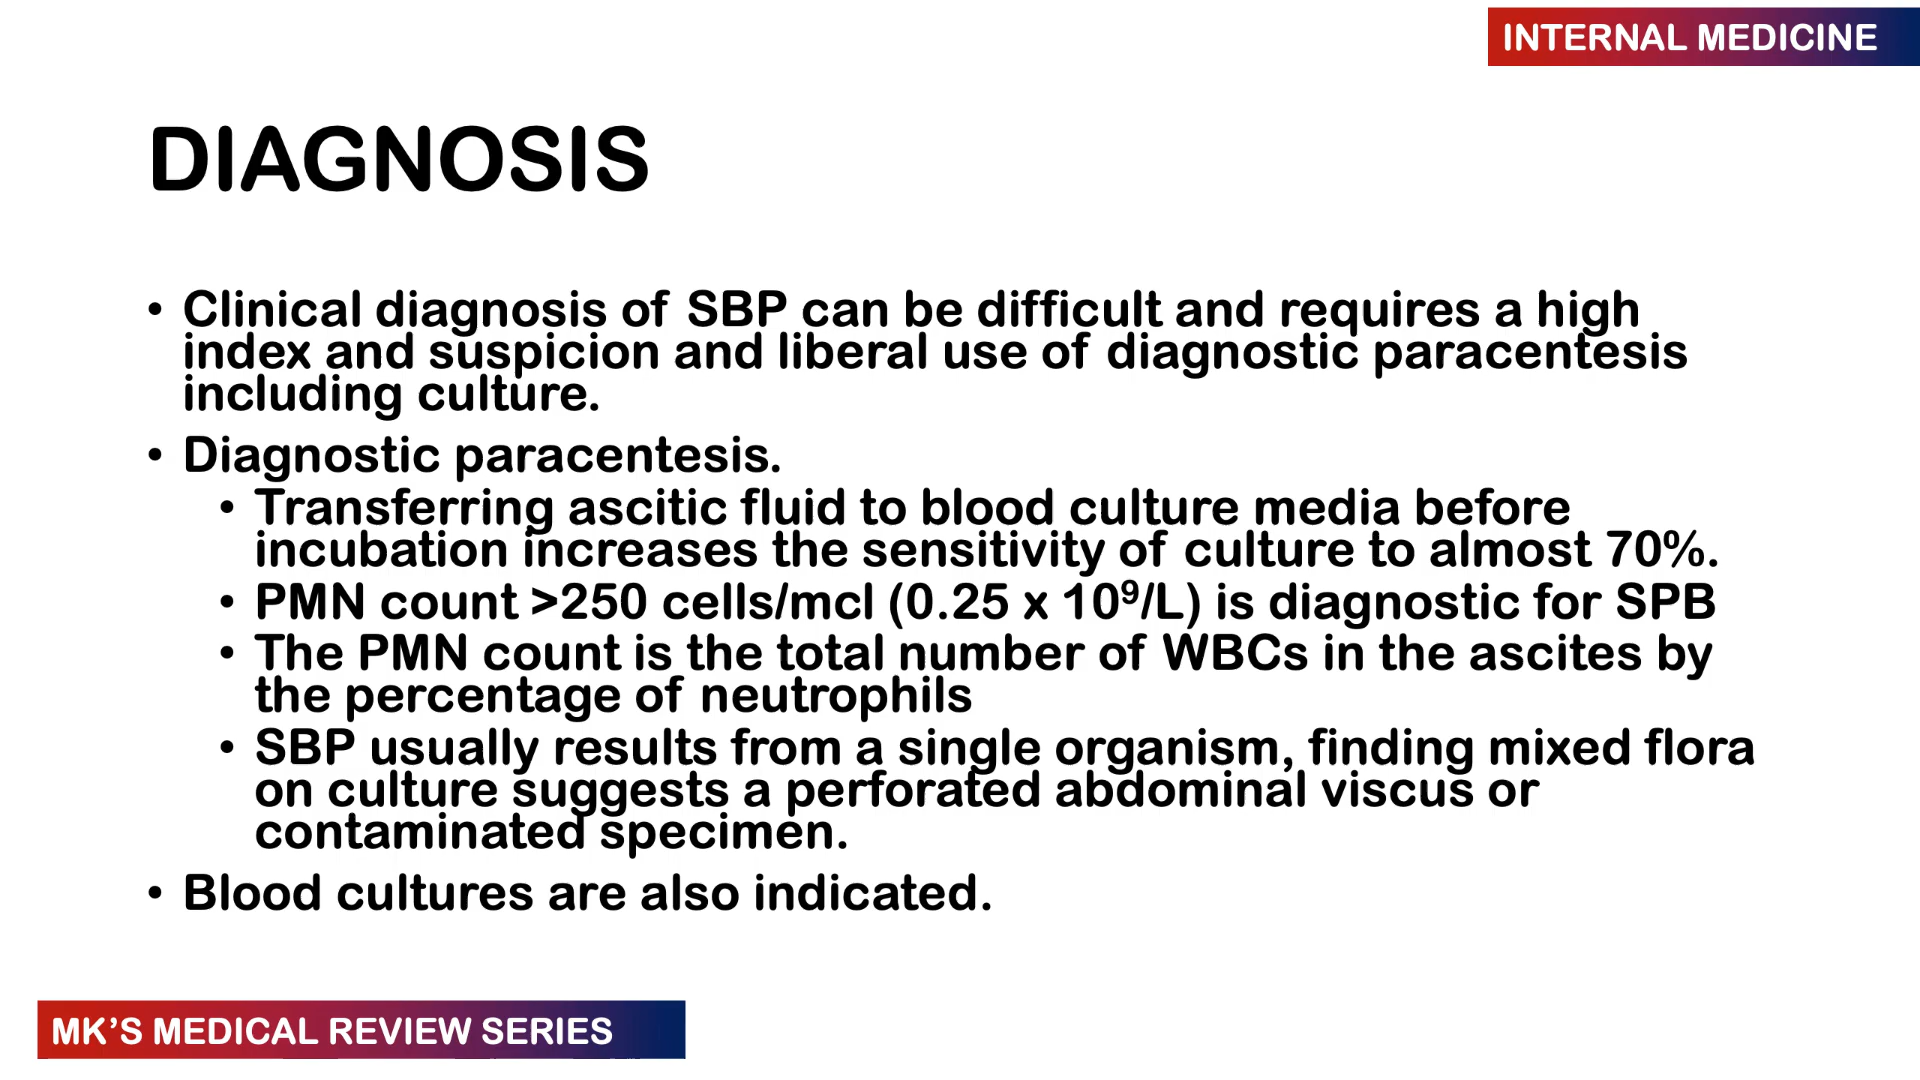 INTERNAL MEDICINE
DIAGNOSIS
• Clinical diagnosis of SBP can be difficult and requires a high
index and suspicion and liberal use of diagnostic paracentesis
including culture.
• Diagnostic paracentesis.
• Transferring ascitic fluid to blood culture media before
incubation increases the sensitivity of culture to almost 70%.
• PMN count >250 cells/mcl (0.25 x 10⁹/L) is diagnostic for SPB
• The PMN count is the total number of WBCs in the ascites by
the percentage of neutrophils
• SBP usually results from a single organism, finding mixed flora
on culture suggests a perforated abdominal viscus or
contaminated specimen.
• Blood cultures are also indicated.
MK’S MEDICAL REVIEW SERIES